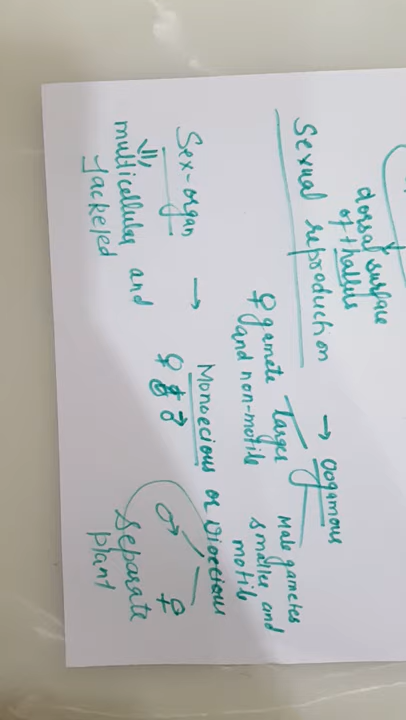 dorsal surface
of thallus
Sexual reproduction → Oogamous
♀ gamete larger
and non-motile
Male gametes
smaller and
motile
Sex-organ → Monoecious or Dioecious
♀ ♂
♂ ♀
multicellular and
Jacketed
Separate
plant